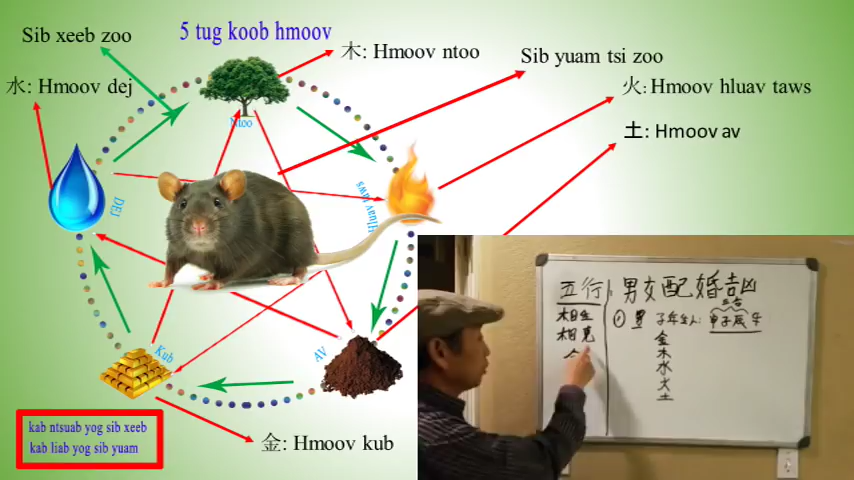 5 tug koob hmoov
Sib xeeb zoo
木: Hmoov ntoo
Sib yuam tsi zoo
水: Hmoov dej
火: Hmoov hluav taws
土: Hmoov av
Ntoo
DEJ
Hluav taws
Kub
AV
金: Hmoov kub
kab ntsuab yog sib xeeb
kab liab yog sib yuam
五行
相生
相克
男女配婚吉凶
子年生人:
金
木
水
火
土